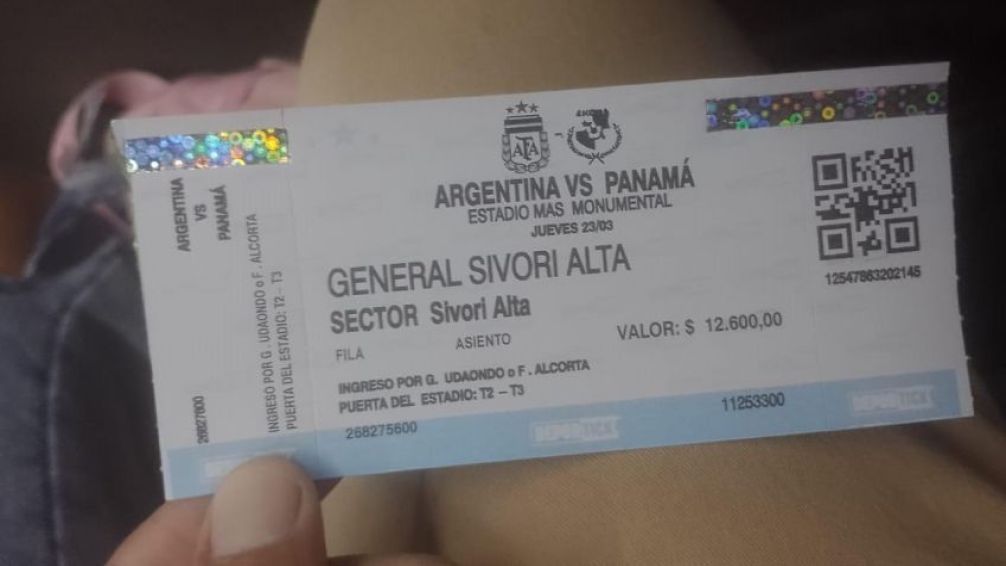 ARGENTINA
VS
PANAMÁ
INGRESO POR G. UDAONDO o F. ALCORTA
PUERTA DEL ESTADIO: T2 – T3
26827600
AFA
ARGENTINA VS PANAMÁ
ESTADIO MAS MONUMENTAL
JUEVES 23/03
GENERAL SIVORI ALTA
SECTOR Sivori Alta
FILA
ASIENTO
VALOR: $ 12.600,00
INGRESO POR G. UDAONDO o F. ALCORTA
PUERTA DEL ESTADIO: T2 – T3
268275600
11253300
12547863202145
DEPORTICK
DEPORTICK